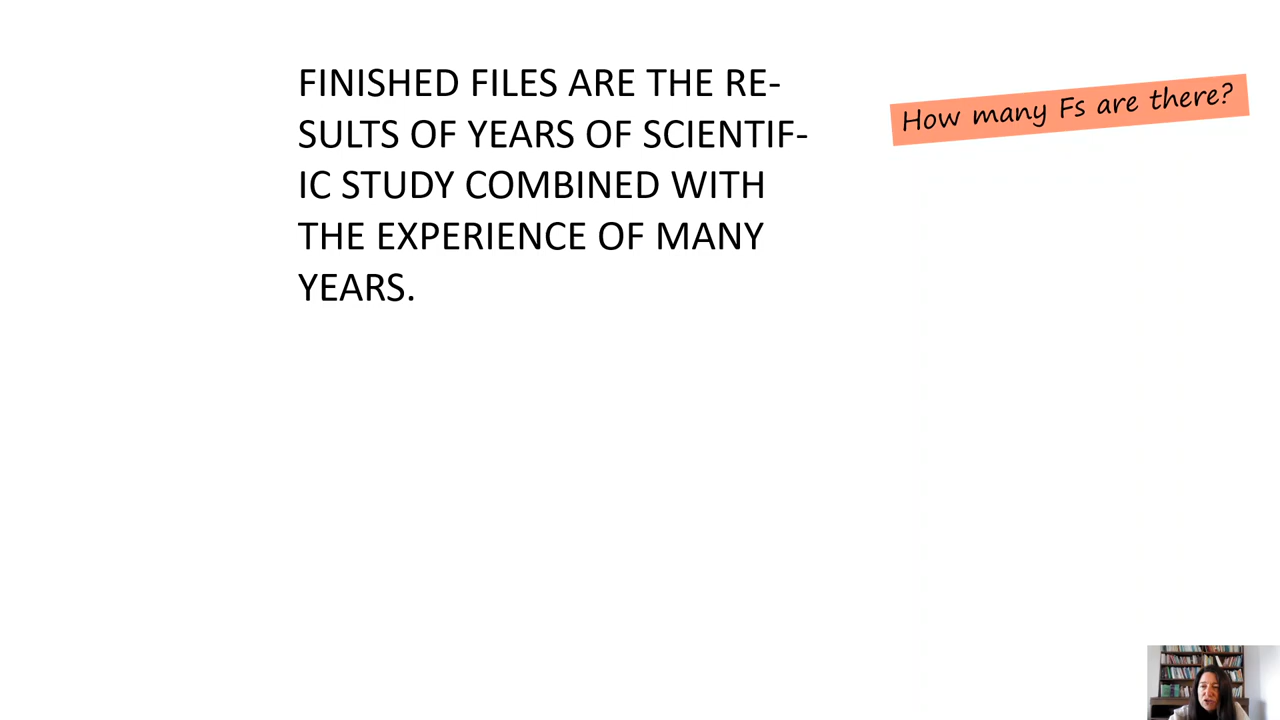 FINISHED FILES ARE THE RE-
SULTS OF YEARS OF SCIENTIF-
IC STUDY COMBINED WITH
THE EXPERIENCE OF MANY
YEARS.
How many Fs are there?